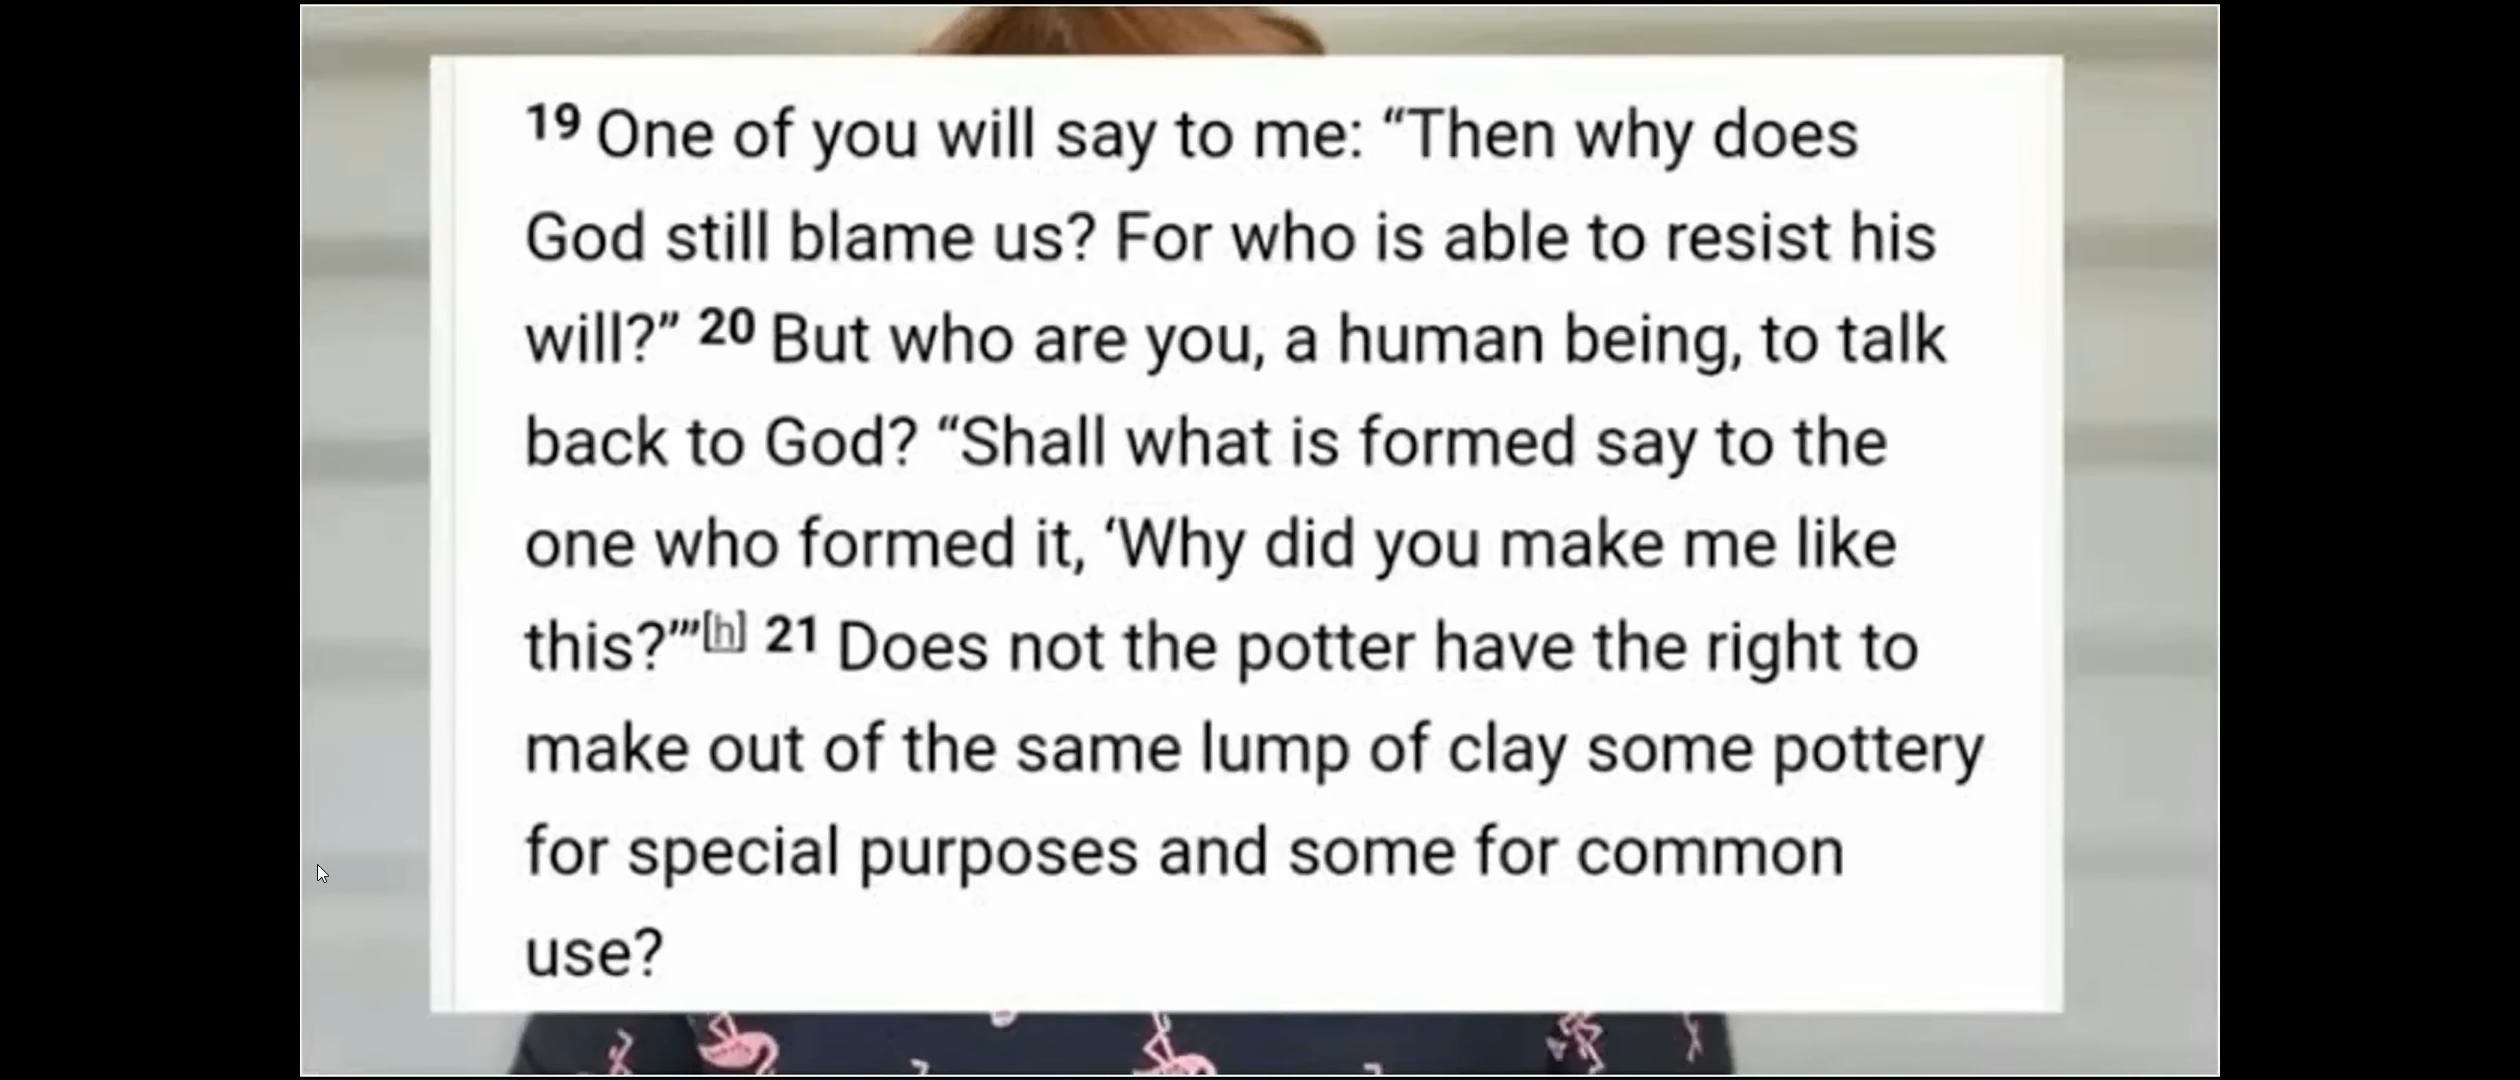 19 One of you will say to me: “Then why does
God still blame us? For who is able to resist his
will?” 20 But who are you, a human being, to talk
back to God? “Shall what is formed say to the
one who formed it, ‘Why did you make me like
this?’”[h] 21 Does not the potter have the right to
make out of the same lump of clay some pottery
for special purposes and some for common
use?